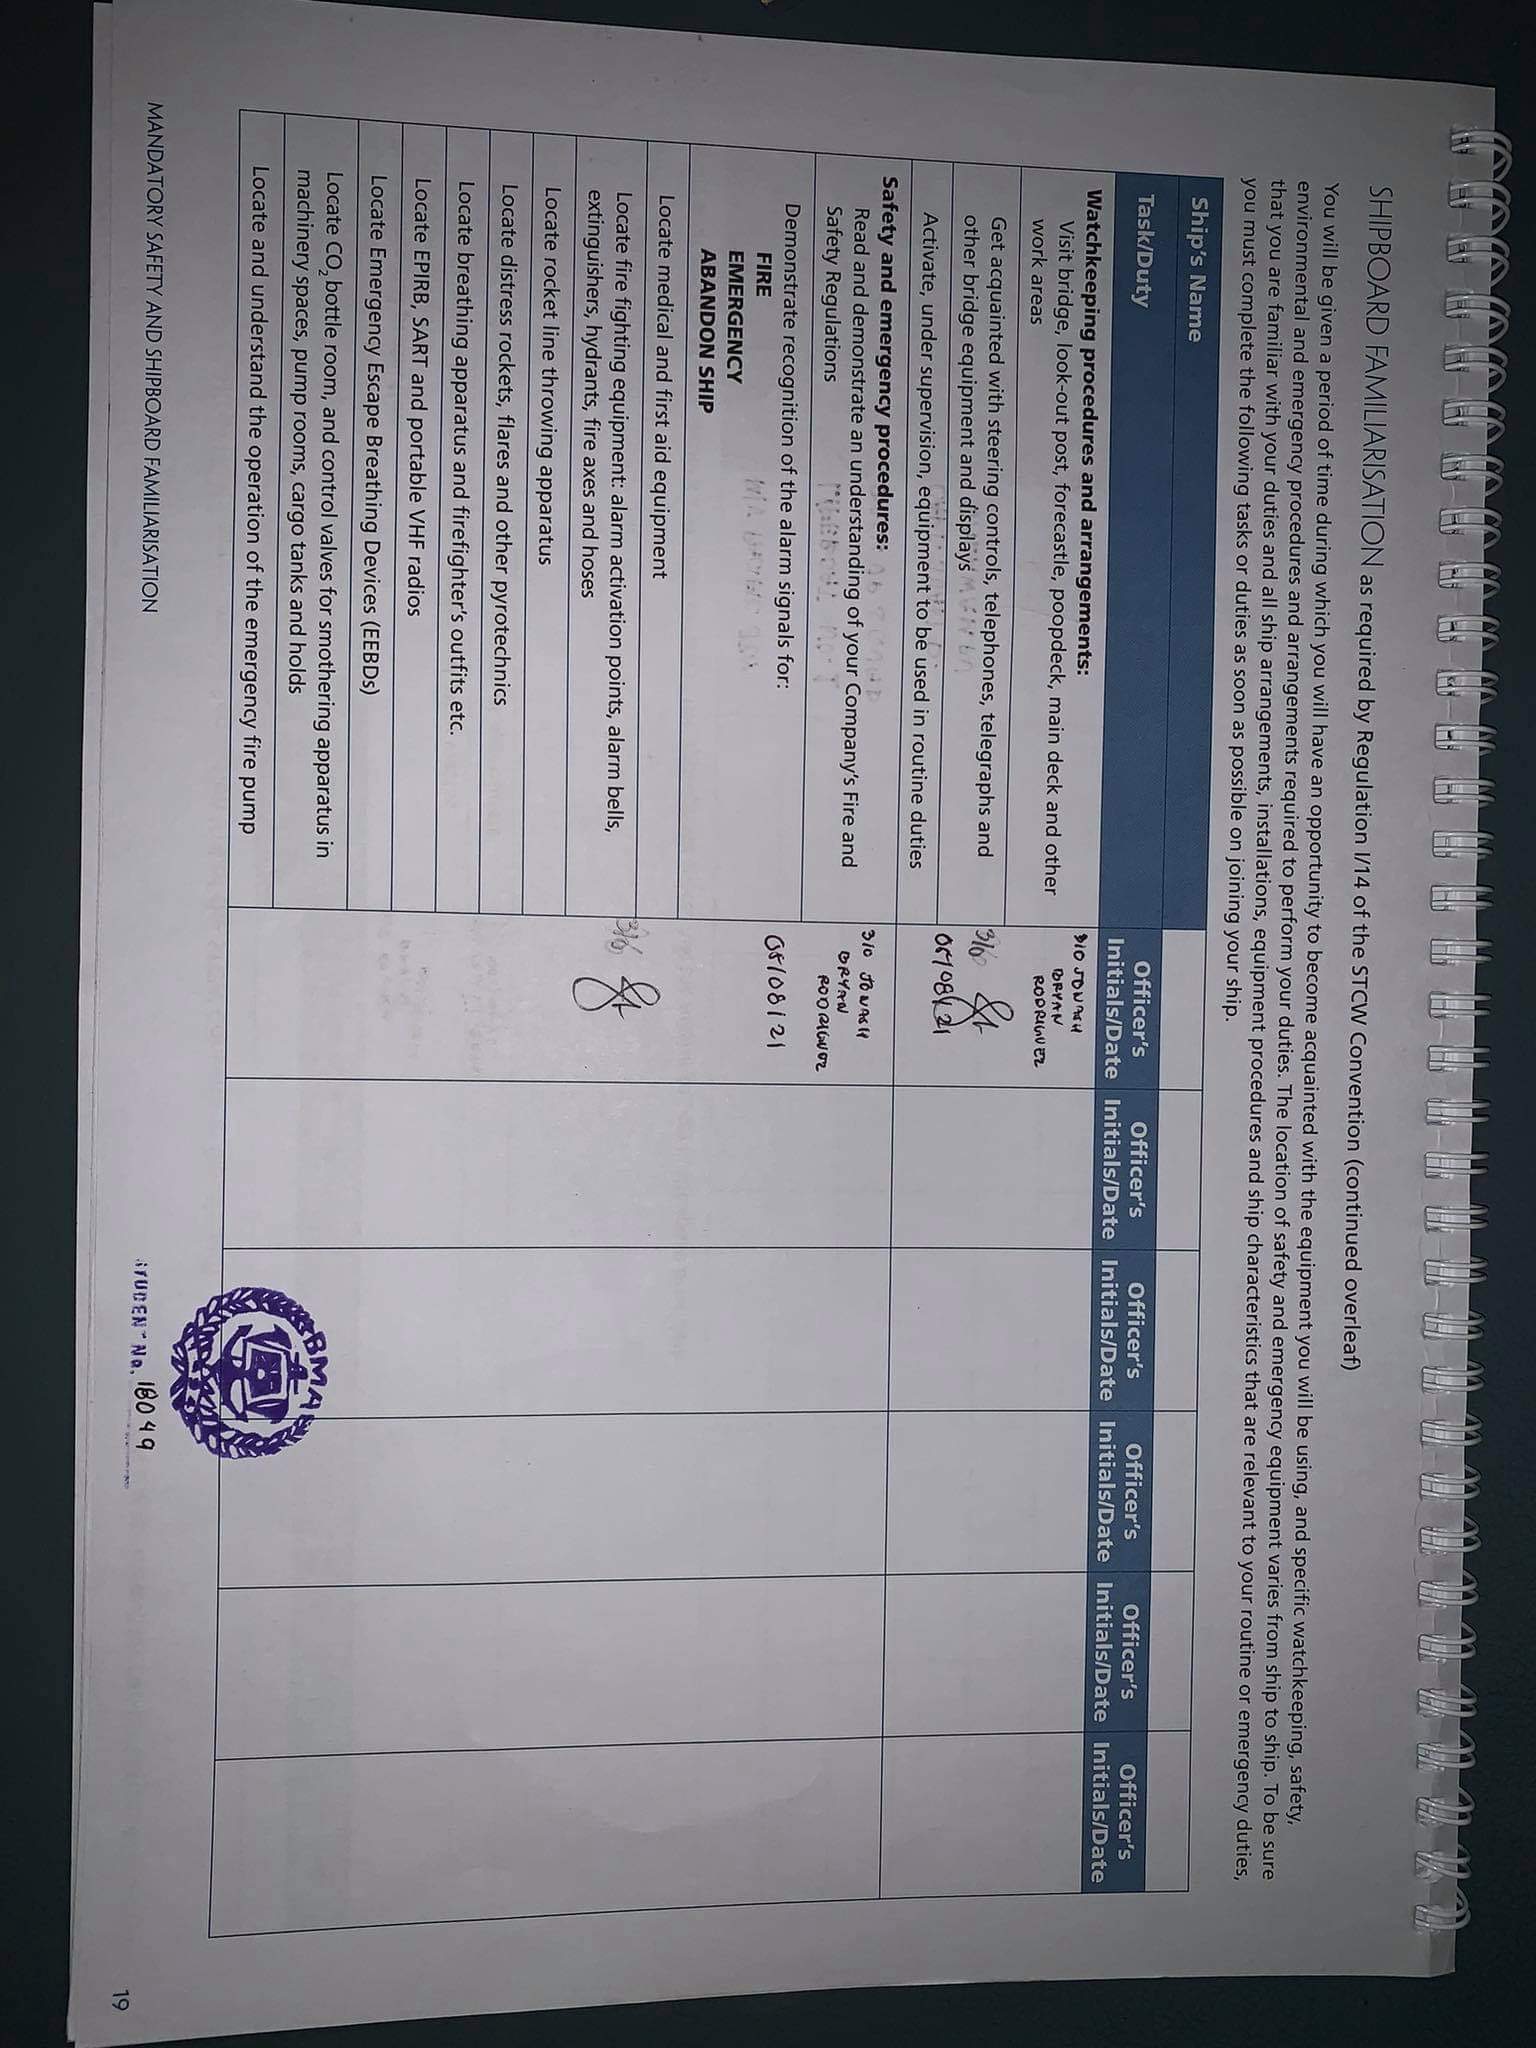 SHIPBOARD FAMILIARISATION as required by Regulation I/14 of the STCW Convention (continued overleaf)
You will be given a period of time during which you will have an opportunity to become acquainted with the equipment you will be using, and specific watchkeeping, safety,
environmental and emergency procedures and arrangements required to perform your duties. The location of safety and emergency equipment varies from ship to ship. To be sure
that you are familiar with your duties and all ship arrangements, installations, equipment procedures and ship characteristics that are relevant to your routine or emergency duties,
you must complete the following tasks or duties as soon as possible on joining your ship.
Ship's Name
Task/Duty
Officer's Initials/Date
Officer's Initials/Date
Officer's Initials/Date
Officer's Initials/Date
Officer's Initials/Date
Officer's Initials/Date
Watchkeeping procedures and arrangements:
Visit bridge, look-out post, forecastle, poopdeck, main deck and other
work areas
3/O JONASH
BRYAN
RODRIGUEZ
Get acquainted with steering controls, telephones, telegraphs and
other bridge equipment and displays
3/O
Activate, under supervision, equipment to be used in routine duties
05/08/21
Safety and emergency procedures:
Read and demonstrate an understanding of your Company's Fire and
Safety Regulations
3/O JONASH
BRYAN
RODRIGUEZ
Demonstrate recognition of the alarm signals for:
FIRE
EMERGENCY
ABANDON SHIP
05/08/21
Locate medical and first aid equipment
Locate fire fighting equipment: alarm activation points, alarm bells,
extinguishers, hydrants, fire axes and hoses
3/O
Locate rocket line throwing apparatus
Locate distress rockets, flares and other pyrotechnics
Locate breathing apparatus and firefighter's outfits etc.
Locate EPIRB, SART and portable VHF radios
Locate Emergency Escape Breathing Devices (EEBDs)
Locate CO2 bottle room, and control valves for smothering apparatus in
machinery spaces, pump rooms, cargo tanks and holds
Locate and understand the operation of the emergency fire pump
BMA
STUDENT No. 18049
MANDATORY SAFETY AND SHIPBOARD FAMILIARISATION
19